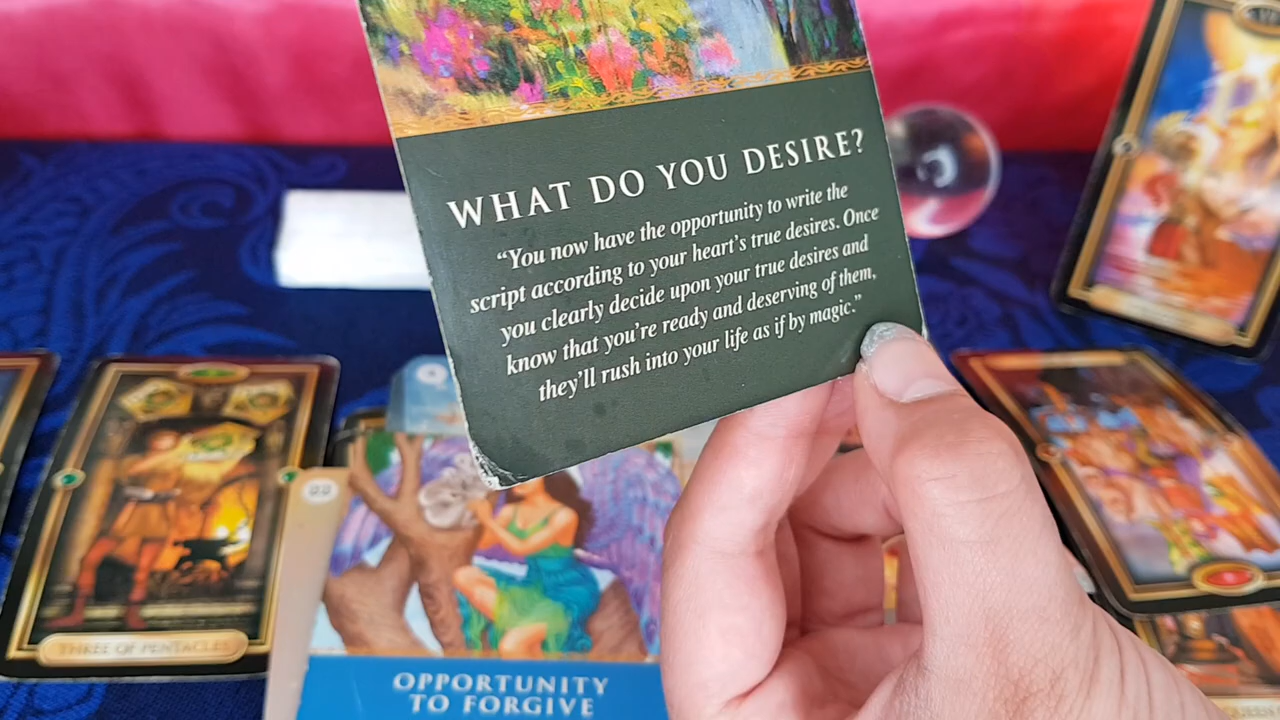 WHAT DO YOU DESIRE?
“You now have the opportunity to write the
script according to your heart’s true desires. Once
you clearly decide upon your true desires and
know that you’re ready and deserving of them,
they’ll rush into your life as if by magic.”
THREE OF PENTACLES
OPPORTUNITY
TO FORGIVE